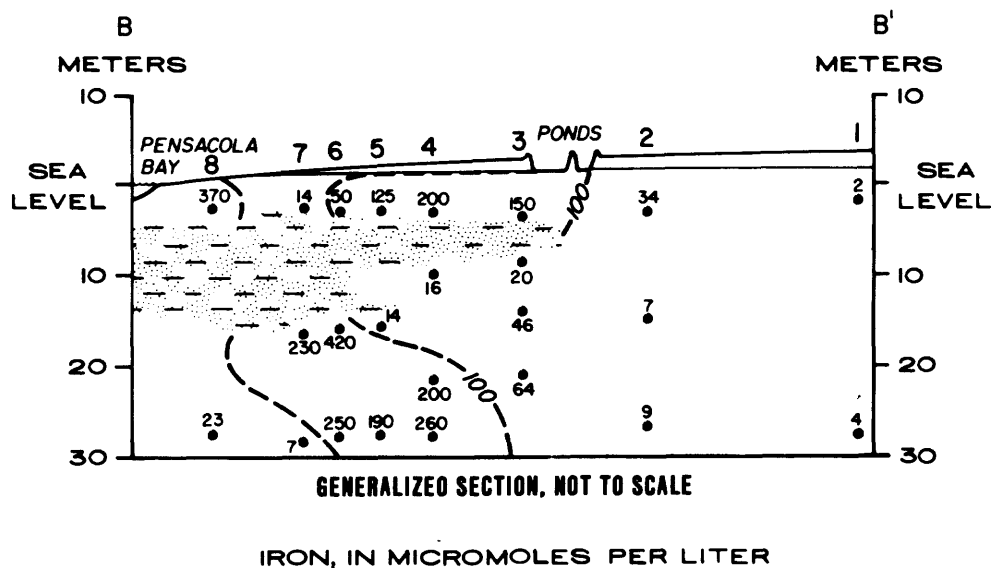 B B'
METERS METERS
10 10
PENSACOLA BAY 8 7 6 5 4 3 PONDS 2 1
SEA LEVEL SEA LEVEL
370 14 50 125 200 150 100 34 2
10 16 20 10
14 46 7
230 420
20 200 100 64 20
23 7 250 190 260 9 4
30 30
GENERALIZED SECTION, NOT TO SCALE
IRON, IN MICROMOLES PER LITER